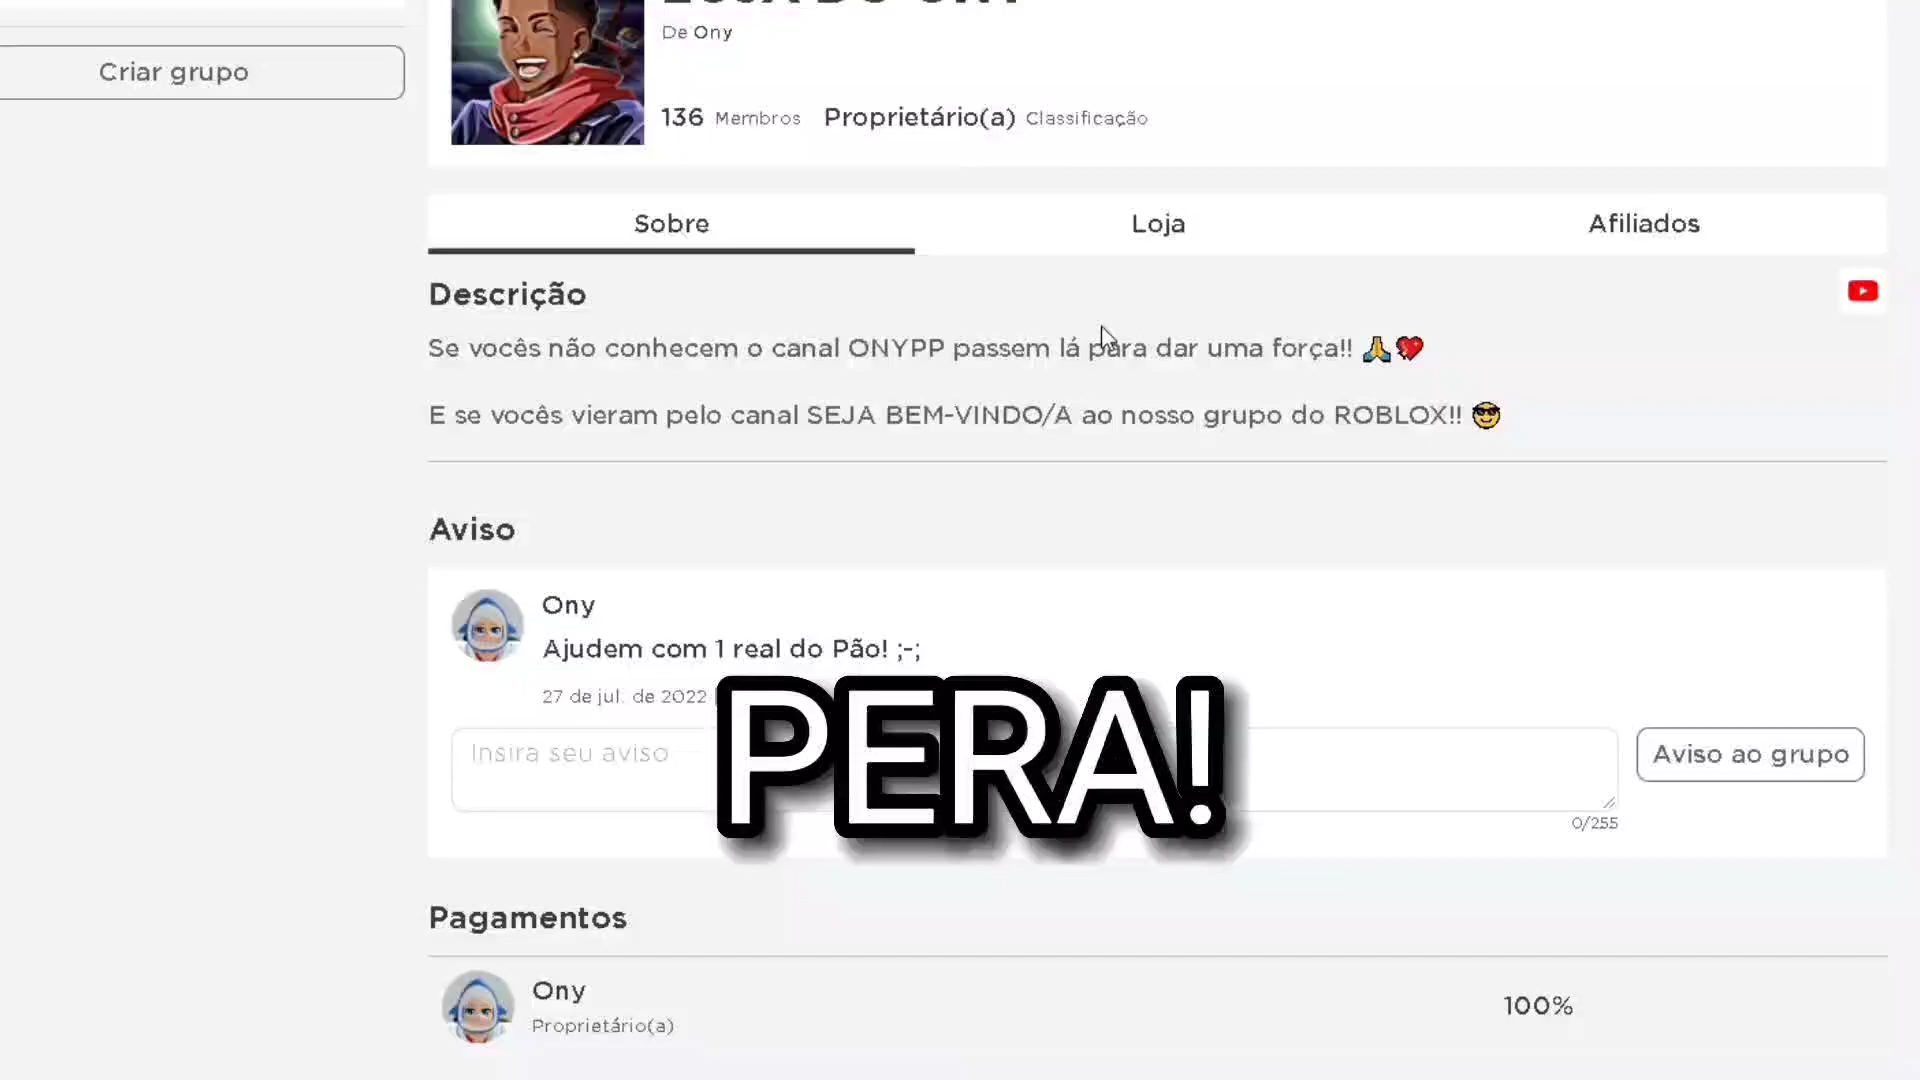 De Ony
Criar grupo
136 Membros Proprietário(a) Classificação
Sobre Loja Afiliados
Descrição
Se vocês não conhecem o canal ONYPP passem lá para dar uma força!! 🙏💖
E se vocês vieram pelo canal SEJA BEM-VINDO/A ao nosso grupo do ROBLOX!! 😎
Aviso
Ony
Ajudem com 1 real do Pão! ;-;
27 de jul. de 2022
PERA!
Insira seu aviso
Aviso ao grupo
0/255
Pagamentos
Ony
Proprietário(a)
100%